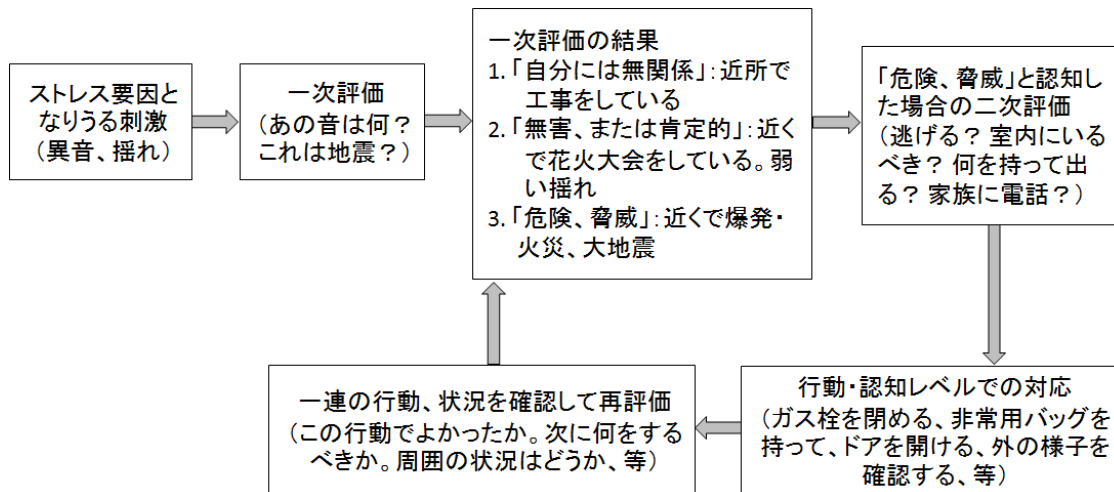 ストレス要因と
なりうる刺激
(異音、揺れ)
一次評価
(あの音は何?
これは地震?)
一次評価の結果
1.「自分には無関係」:近所で
工事をしている
2.「無害、または肯定的」:近く
で花火大会をしている。弱
い揺れ
3.「危険、脅威」:近くで爆発・
火災、大地震
「危険、脅威」と認知し
た場合の二次評価
(逃げる? 室内にいる
べき? 何を持って出
る? 家族に電話?)
行動・認知レベルでの対応
(ガス栓を閉める、非常用バッグを
持って、ドアを開ける、外の様子を
確認する、等)
一連の行動、状況を確認して再評価
(この行動でよかったか。次に何をする
べきか。周囲の状況はどうか、等)